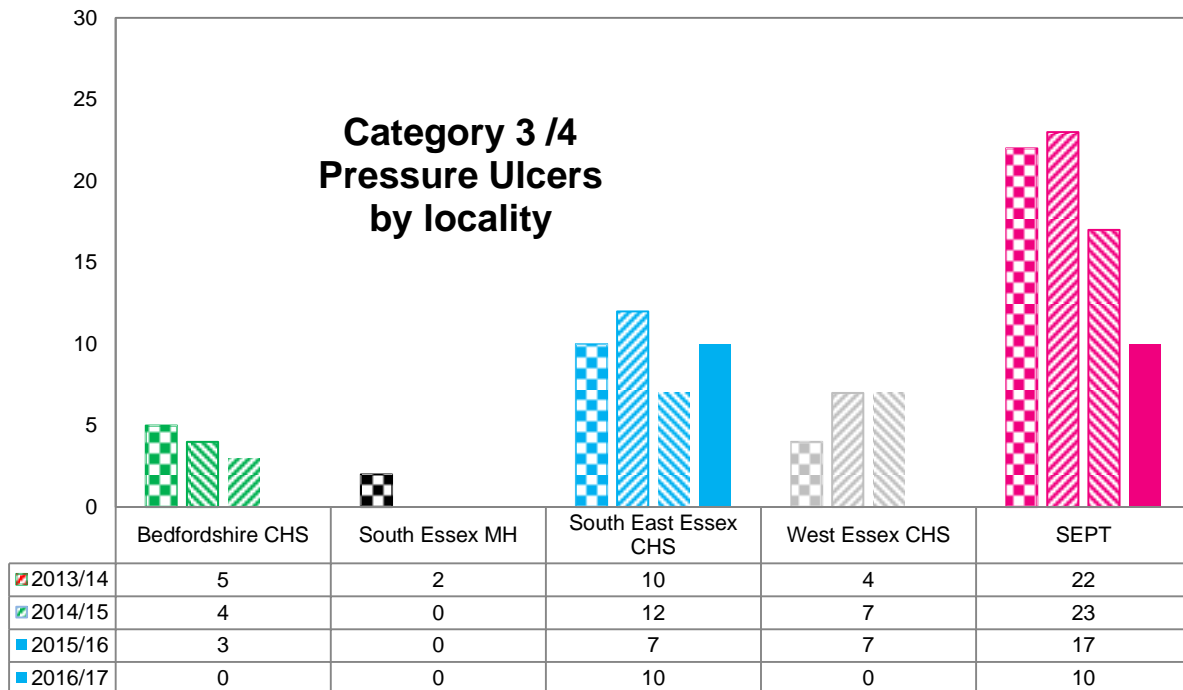 30
25
20
15
10
5
0
Category 3 /4
Pressure Ulcers
by locality
Bedfordshire CHS South Essex MH South East Essex CHS West Essex CHS SEPT
2013/14 5 2 10 4 22
2014/15 4 0 12 7 23
2015/16 3 0 7 7 17
2016/17 0 0 10 0 10